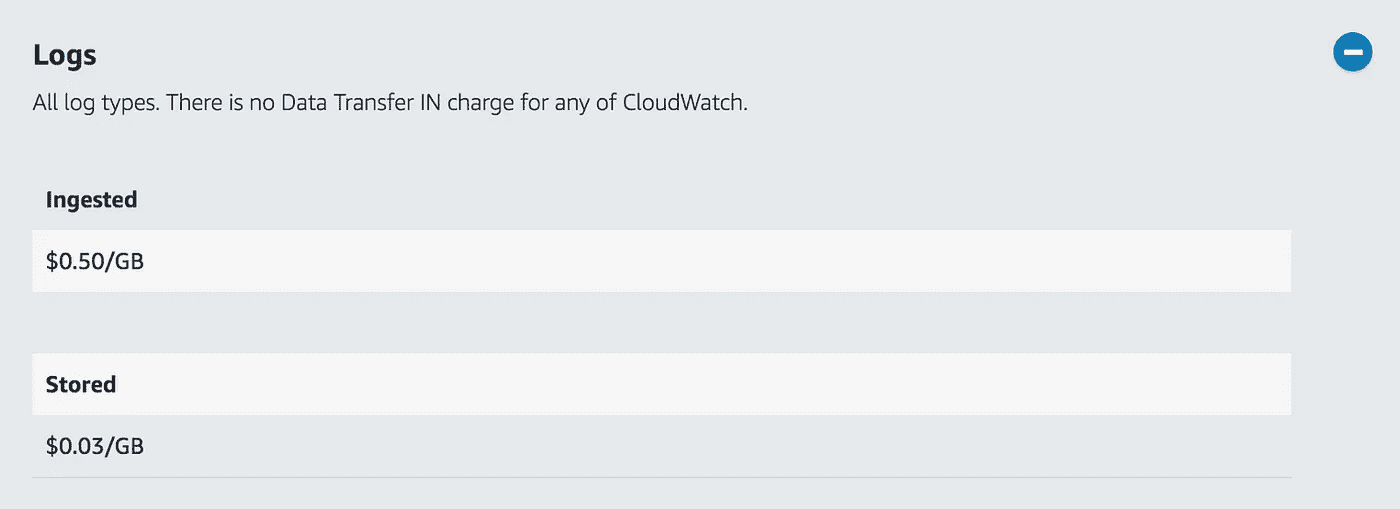 Logs
All log types. There is no Data Transfer IN charge for any of CloudWatch.
Ingested
$0.50/GB
Stored
$0.03/GB